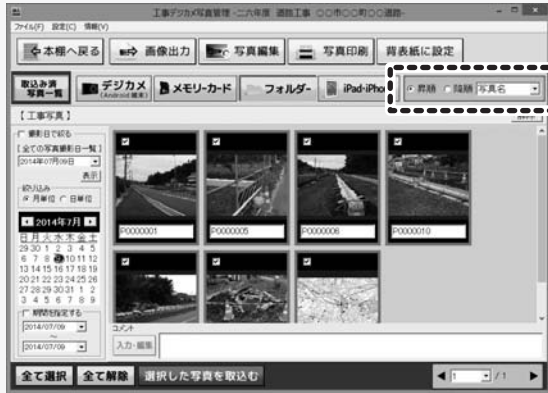 工事デジカメ写真管理 -二六年度 道路工事 〇〇市〇〇町〇〇道路-
ファイル(F) 設定(C) 情報(V)
本棚へ戻る 画像出力 写真編集 写真印刷 背表紙に設定
取込み済
写真一覧
デジカメ
(Android端末)
メモリーカード フォルダー iPad・iPho
昇順 降順 写真名
【工事写真】
撮影日で絞る
[全ての写真撮影日一覧]
2014年07月09日
表示
絞り込み
月単位 日単位
2014年7月
日 月 火 水 木 金 土
29 30 1 2 3 4 5
6 7 8 9 10 11 12
13 14 15 16 17 18 19
20 21 22 23 24 25 26
27 28 29 30 31 1 2
3 4 5 6 7 8 9
期間を指定する
2014/07/09
～
2014/07/09
P0000001 P0000005 P0000006 P0000010
コメント
入力・編集
全て選択 全て解除 選択した写真を取込む
1 / 1